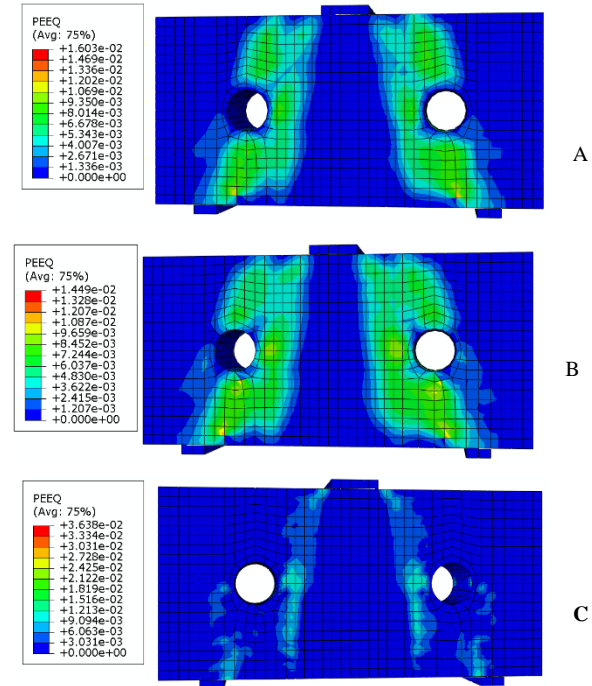 PEEQ
(Avg: 75%)
+1.603e-02
+1.469e-02
+1.336e-02
+1.202e-02
+1.069e-02
+9.350e-03
+8.014e-03
+6.678e-03
+5.343e-03
+4.007e-03
+2.671e-03
+1.336e-03
+0.000e+00
A
PEEQ
(Avg: 75%)
+1.449e-02
+1.328e-02
+1.207e-02
+1.087e-02
+9.659e-03
+8.452e-03
+7.244e-03
+6.037e-03
+4.830e-03
+3.622e-03
+2.415e-03
+1.207e-03
+0.000e+00
B
PEEQ
(Avg: 75%)
+3.638e-02
+3.334e-02
+3.031e-02
+2.728e-02
+2.425e-02
+2.122e-02
+1.819e-02
+1.516e-02
+1.213e-02
+9.094e-03
+6.063e-03
+3.031e-03
+0.000e+00
C